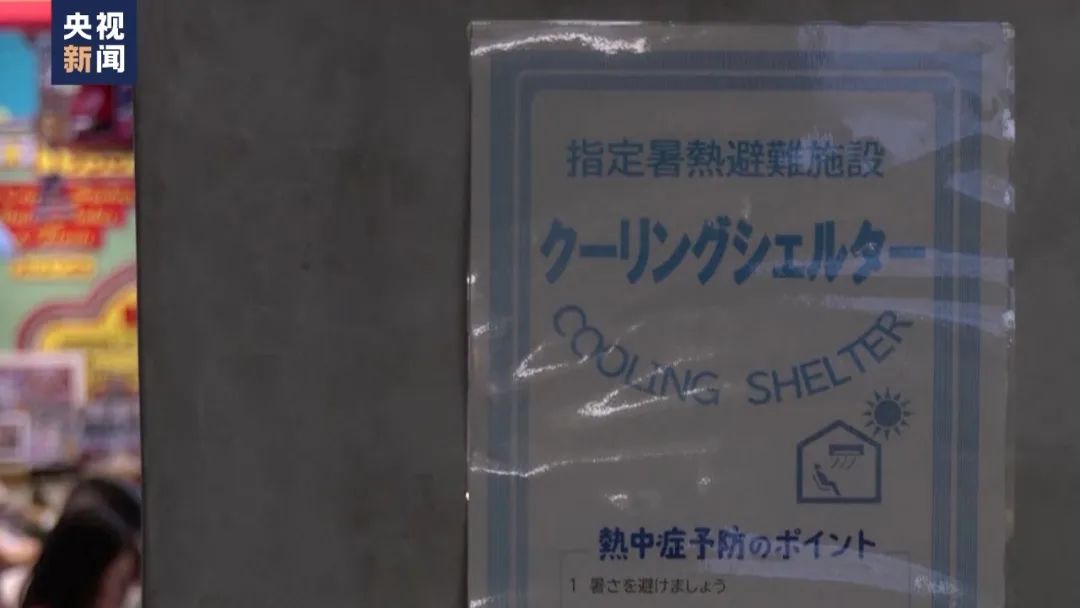 央视
新闻
指定暑熱避難施設
クーリングシェルター
COOLING SHELTER
熱中症予防のポイント
1 暑さを避けましょう